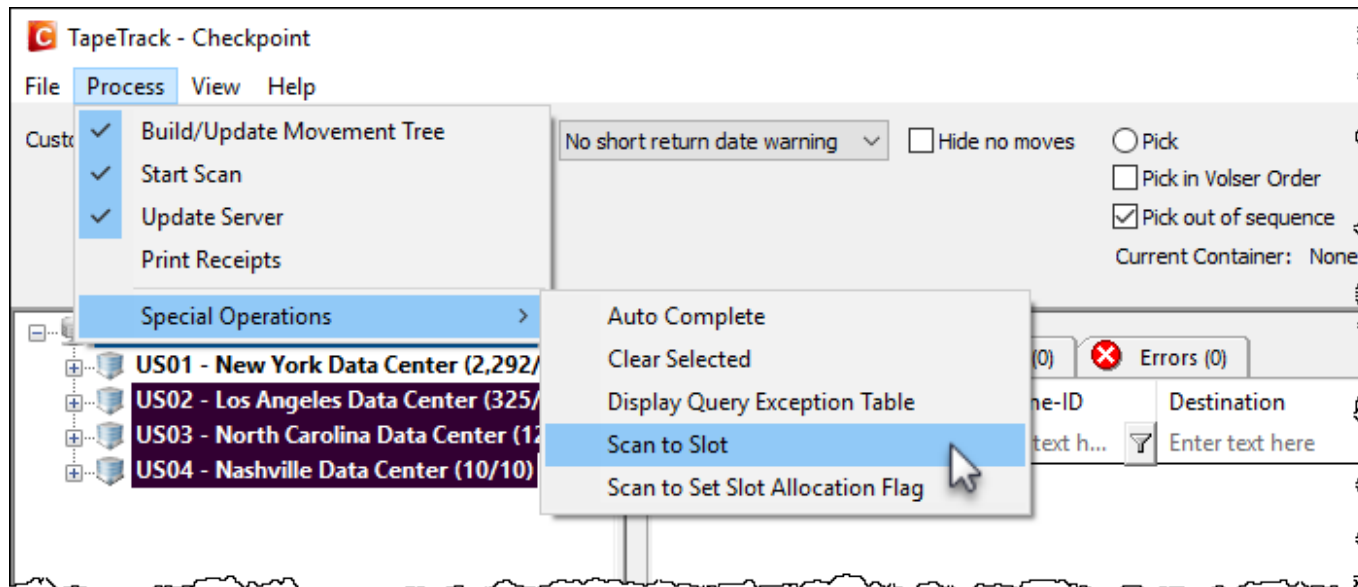 TapeTrack - Checkpoint
File Process View Help
Build/Update Movement Tree
Start Scan
Update Server
Print Receipts
Special Operations
No short return date warning
Hide no moves
Pick
Pick in Volser Order
Pick out of sequence
Current Container: None
Auto Complete
Clear Selected
Display Query Exception Table
Scan to Slot
Scan to Set Slot Allocation Flag
US01 - New York Data Center (2,292/
US02 - Los Angeles Data Center (325/
US03 - North Carolina Data Center (12
US04 - Nashville Data Center (10/10)
(0) Errors (0)
ne-ID Destination
text h... Enter text here